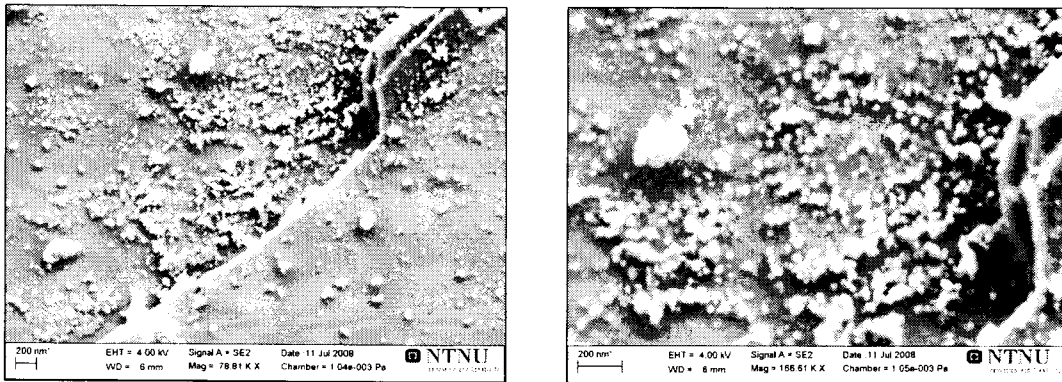 200 nm
EHT = 4.00 kV
Signal A = SE2
Date :11 Jul 2008
NTNU
WD = 6 mm
Mag = 78.81 K X
Chamber = 1.04e-003 Pa
200 nm
EHT = 4.00 kV
Signal A = SE2
Date :11 Jul 2008
NTNU
WD = 6 mm
Mag = 166.61 K X
Chamber = 1.05e-003 Pa